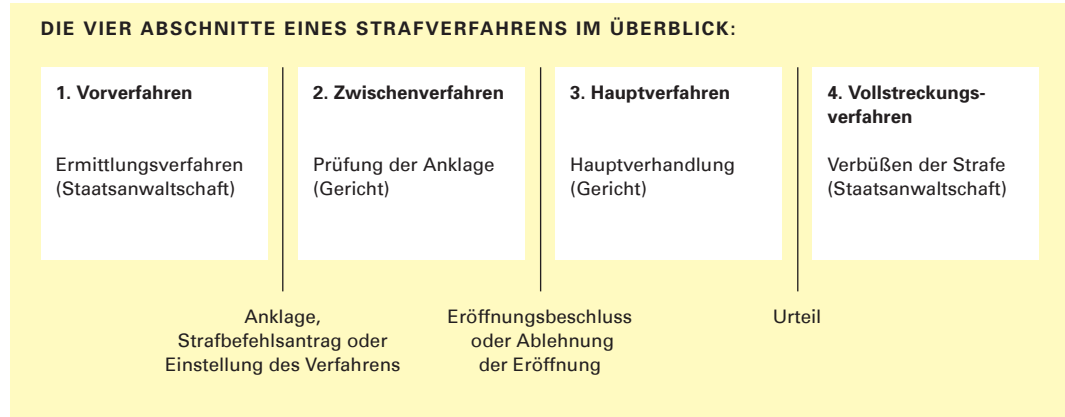 DIE VIER ABSCHNITTE EINES STRAFVERFAHRENS IM ÜBERBLICK:
1. Vorverfahren
Ermittlungsverfahren
(Staatsanwaltschaft)
2. Zwischenverfahren
Prüfung der Anklage
(Gericht)
3. Hauptverfahren
Hauptverhandlung
(Gericht)
4. Vollstreckungs-
verfahren
Verbüßen der Strafe
(Staatsanwaltschaft)
Anklage,
Strafbefehlsantrag oder
Einstellung des Verfahrens
Eröffnungsbeschluss
oder Ablehnung
der Eröffnung
Urteil